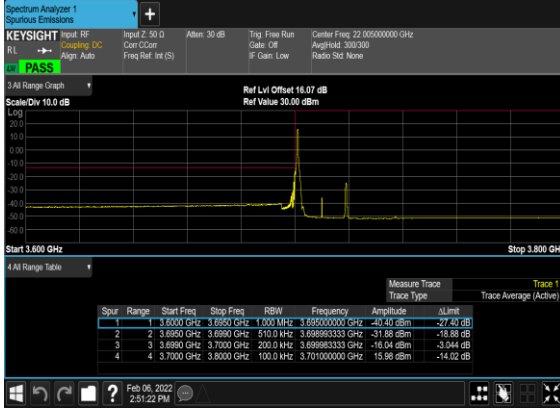 Spectrum Analyzer 1
Spurious Emissions
+
KEYSIGHT Input: RF Input Z: 50 Ω Atten: 30 dB Trig: Free Run Center Freq: 22.005000000 GHz
RL Coupling: DC Corr CCorr Gate: Off Avg|Hold: 300/300
Align: Auto Freq Ref: Int (S) IF Gain: Low Radio Std: None
PASS
3 All Range Graph
Ref Lvl Offset 16.07 dB
Scale/Div 10.0 dB Ref Value 30.00 dBm
Log
20.0
10.0
0.00
-10.0
-20.0
-30.0
-40.0
-50.0
-60.0
Start 3.600 GHz Stop 3.800 GH
4 All Range Table
Measure Trace Trace 1
Trace Type Trace Average (Active)
Spur Range Start Freq Stop Freq RBW Frequency Amplitude ΔLimit
1 1 3.6000 GHz 3.6950 GHz 1.000 MHz 3.695000000 GHz -40.40 dBm -27.40 dB
2 2 3.6950 GHz 3.6990 GHz 510.0 kHz 3.698993333 GHz -31.88 dBm -18.88 dB
3 3 3.6990 GHz 3.7000 GHz 200.0 kHz 3.699983333 GHz -16.04 dBm -3.044 dB
4 4 3.7000 GHz 3.8000 GHz 100.0 kHz 3.701000000 GHz 15.98 dBm -14.02 dB
? Feb 06, 2022
2:51:22 PM